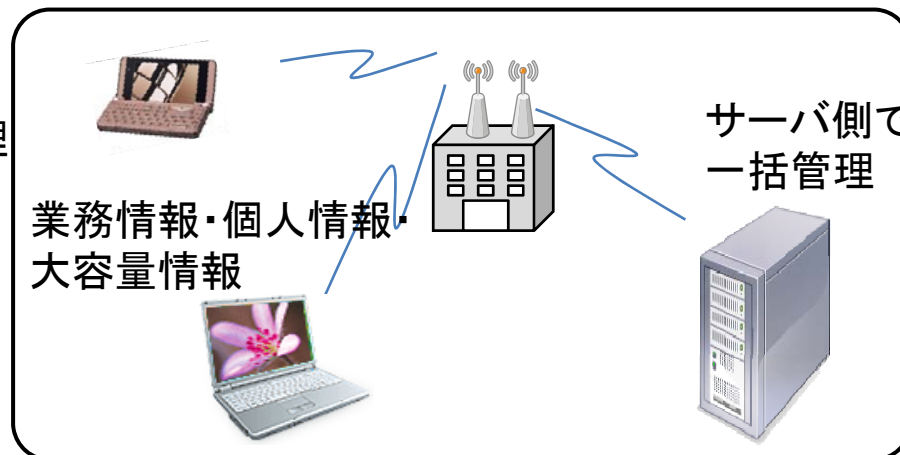 理
サーバ側で
一括管理
業務情報・個人情報・
大容量情報